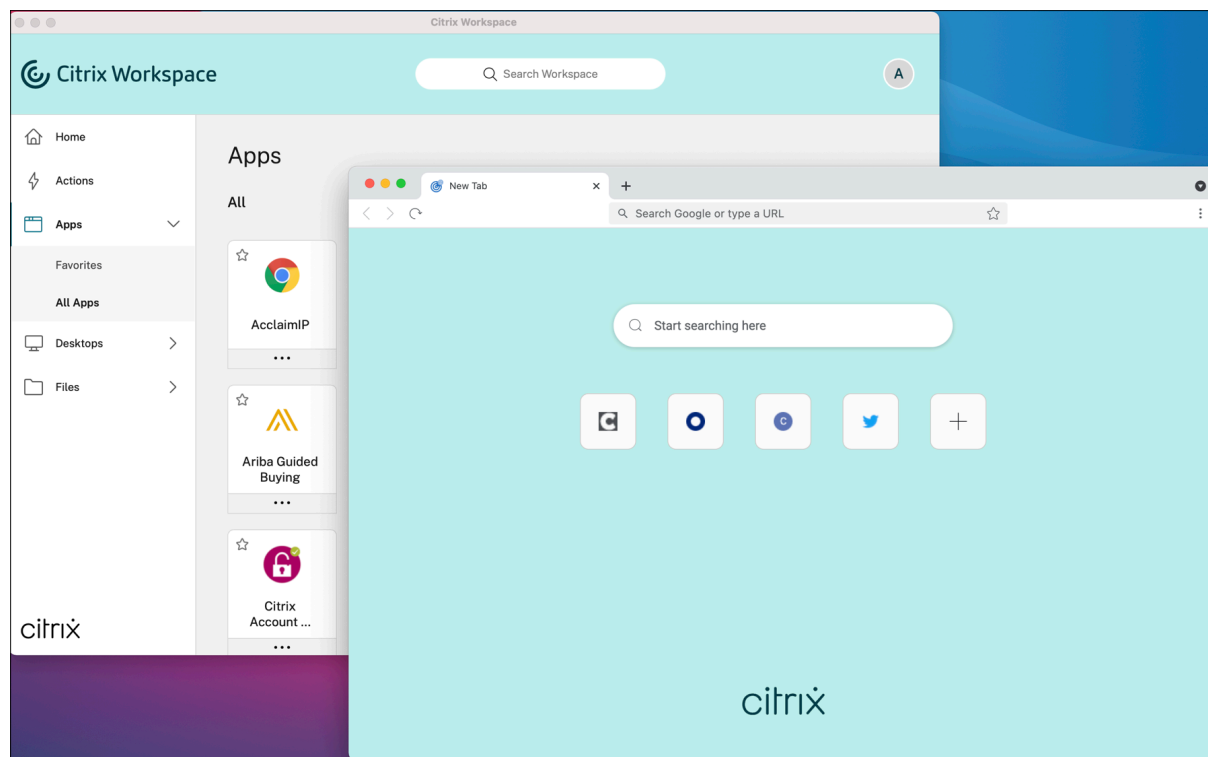 Citrix Workspace
Citrix Workspace
Search Workspace
A
Home
Actions
Apps
Favorites
All Apps
Desktops
Files
citrix
Apps
All
AcclaimIP
Ariba Guided
Buying
Citrix
Account ...
New Tab
Search Google or type a URL
Start searching here
C
C
citrix